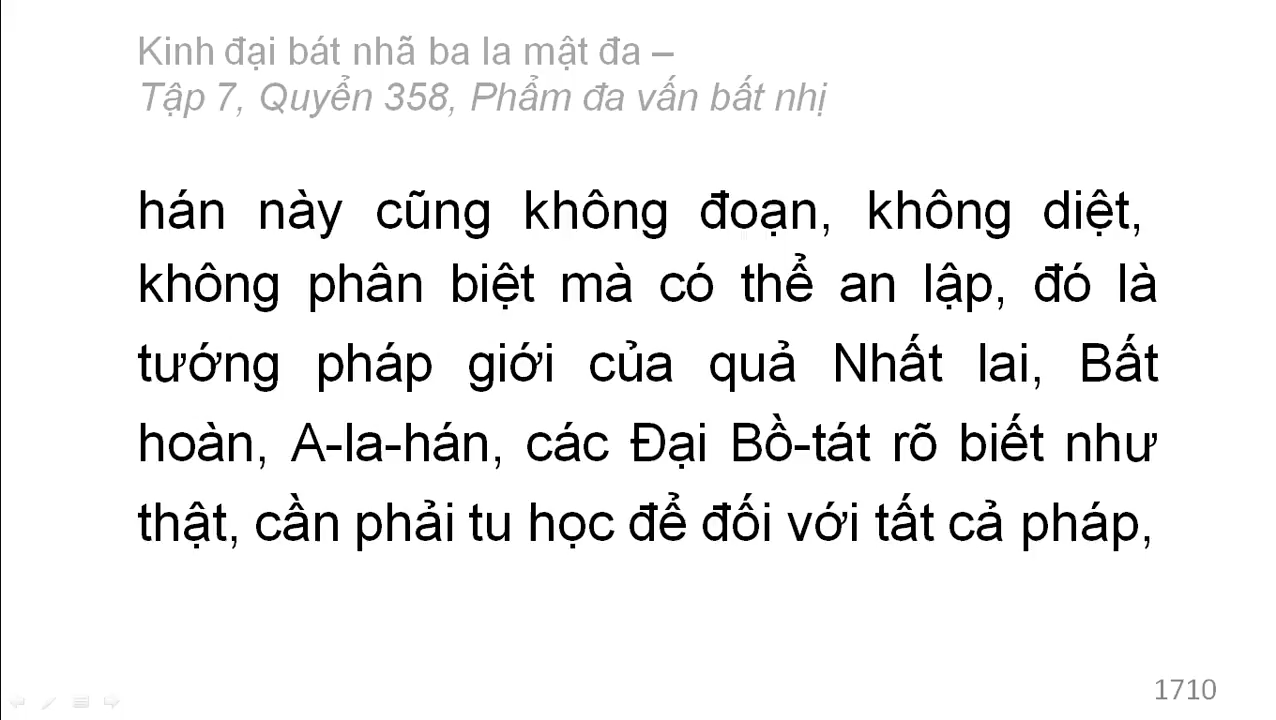 Kinh đại bát nhã ba la mật đa –
Tập 7, Quyển 358, Phẩm đa vấn bất nhị
hán này cũng không đoạn, không diệt,
không phân biệt mà có thể an lập, đó là
tướng pháp giới của quả Nhất lai, Bất
hoàn, A-la-hán, các Đại Bồ-tát rõ biết như
thật, cần phải tu học để đối với tất cả pháp,
1710